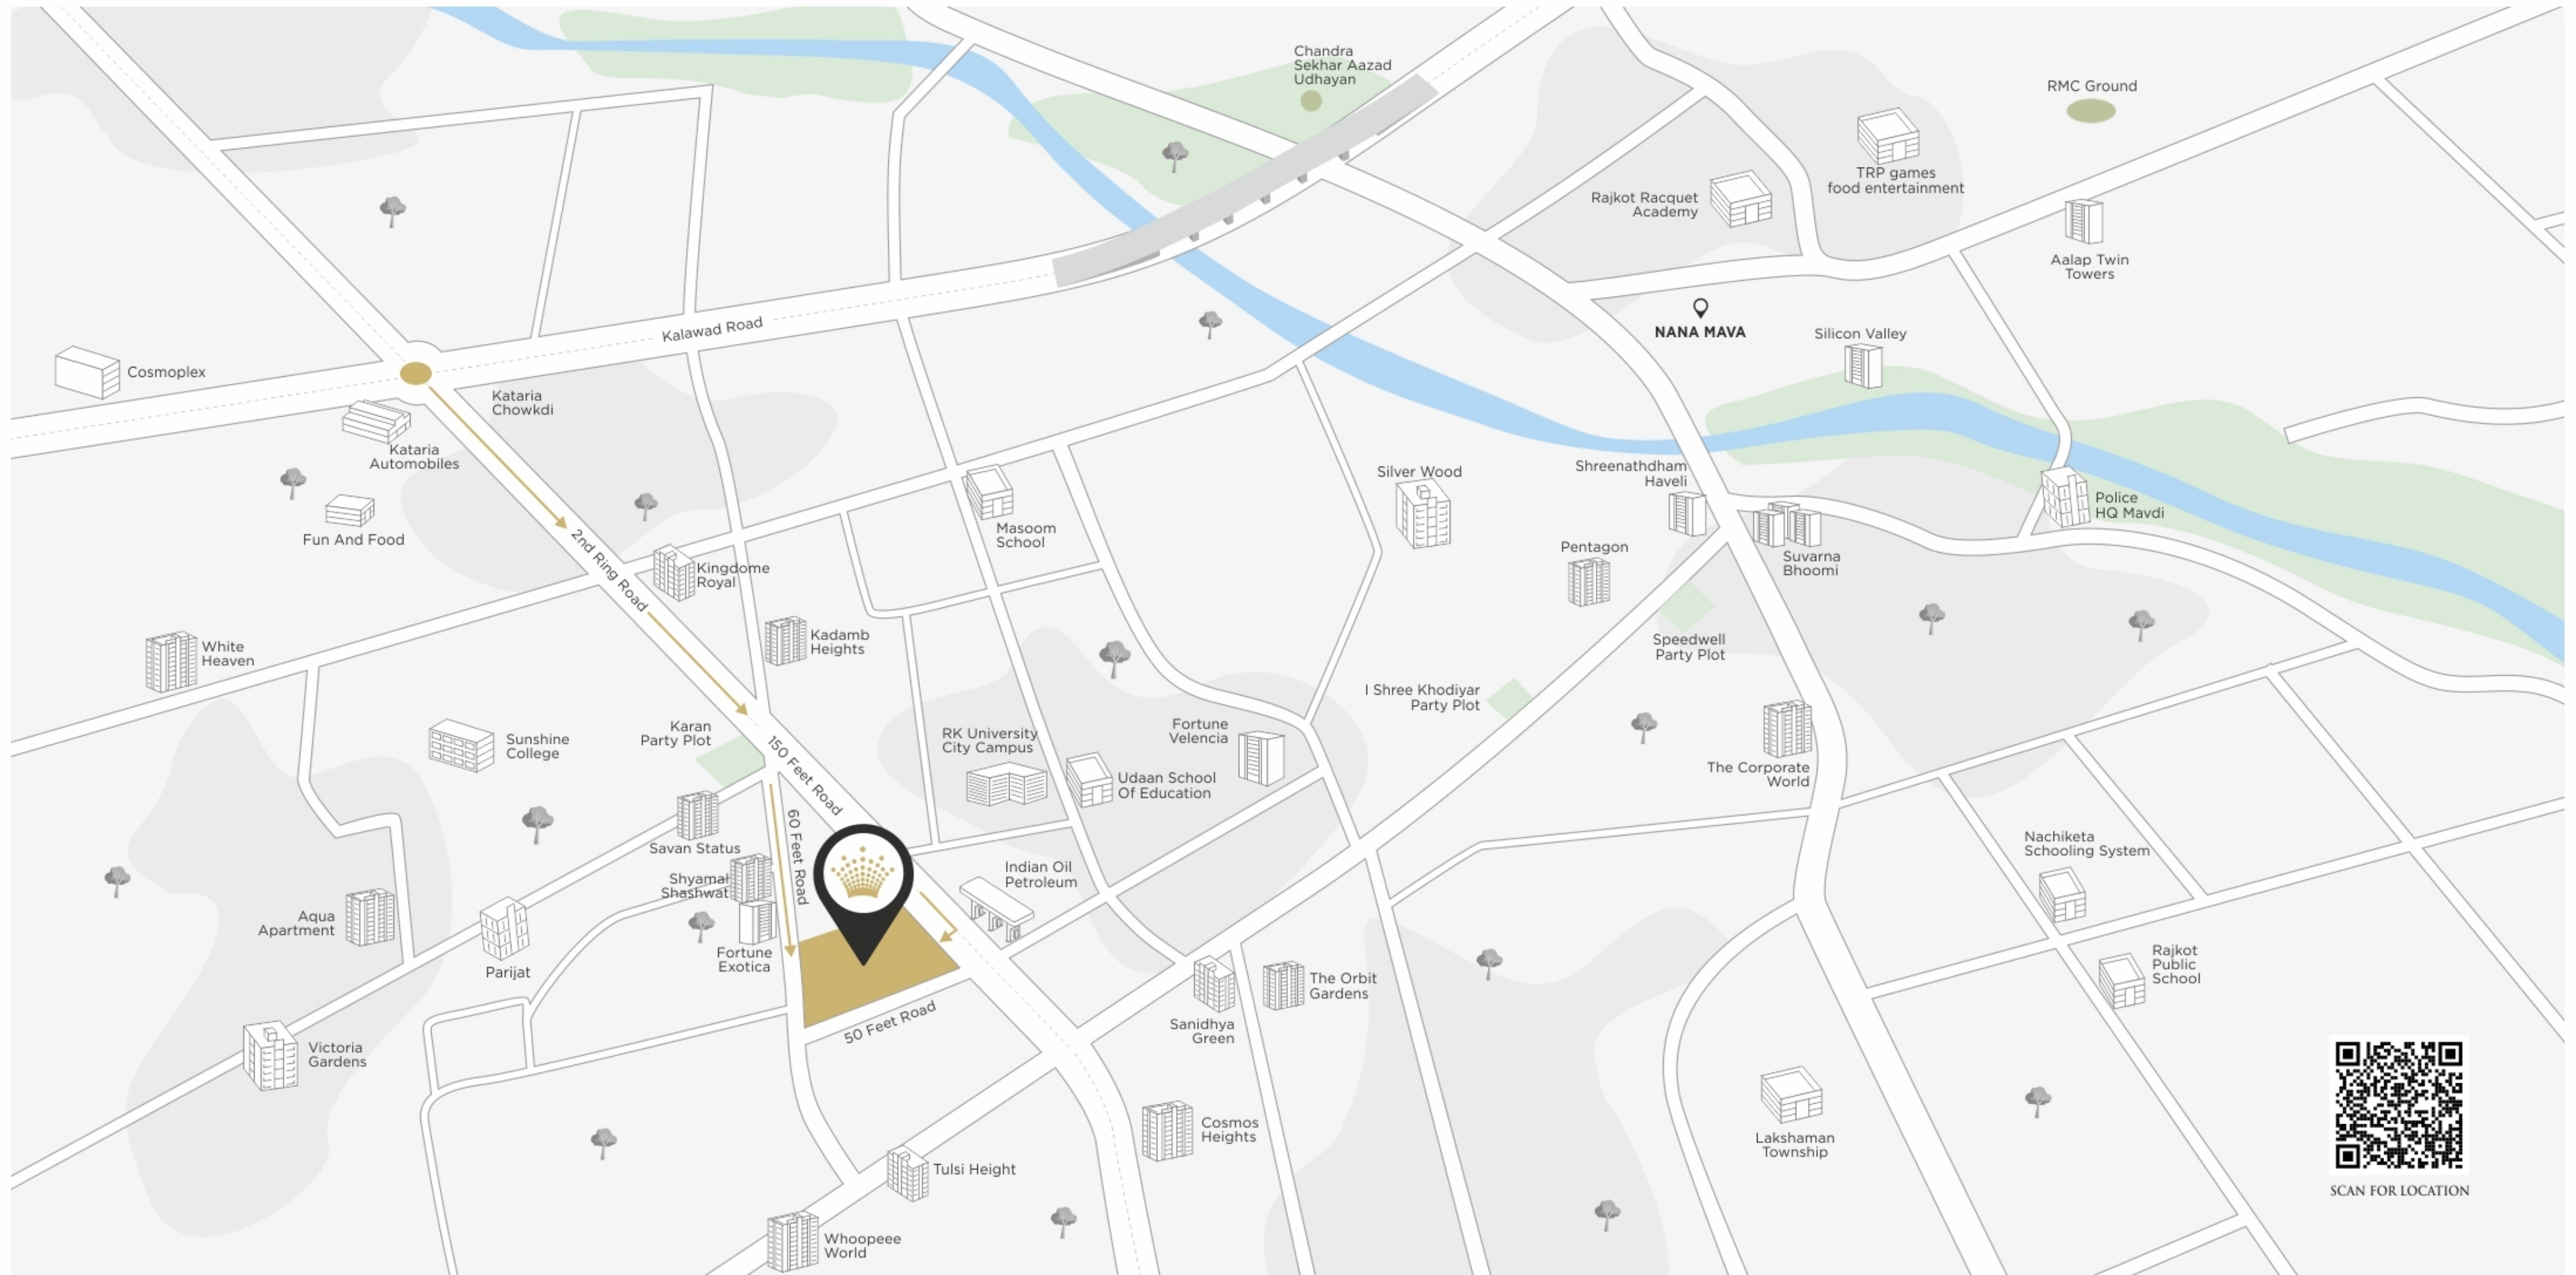 Chandra
Sekhar Aazad
Udhayan
RMC Ground
TRP games
food entertainment
Rajkot Racquet
Academy
Aalap Twin
Towers
NANA MAVA
Silicon Valley
Kalawad Road
Cosmoplex
Kataria
Chowkdi
Kataria
Automobiles
Fun And Food
2nd Ring Road
Kingdome
Royal
Masoom
School
Silver Wood
Shreenathdham
Haveli
Pentagon
Suvarna
Bhoomi
Police
HQ Mavdi
White
Heaven
Kadamb
Heights
Speedwell
Party Plot
I Shree Khodiyar
Party Plot
Sunshine
College
Karan
Party Plot
150 Feet Road
RK University
City Campus
Udaan School
Of Education
Fortune
Velencia
The Corporate
World
Savan Status
60 Feet Road
Shyamal
Shashwat
Indian Oil
Petroleum
Nachiketa
Schooling System
Aqua
Apartment
Parijat
Fortune
Exotica
50 Feet Road
Sanidhya
Green
The Orbit
Gardens
Rajkot
Public
School
Victoria
Gardens
Cosmos
Heights
Tulsi Height
Lakshaman
Township
Whoopeee
World
SCAN FOR LOCATION